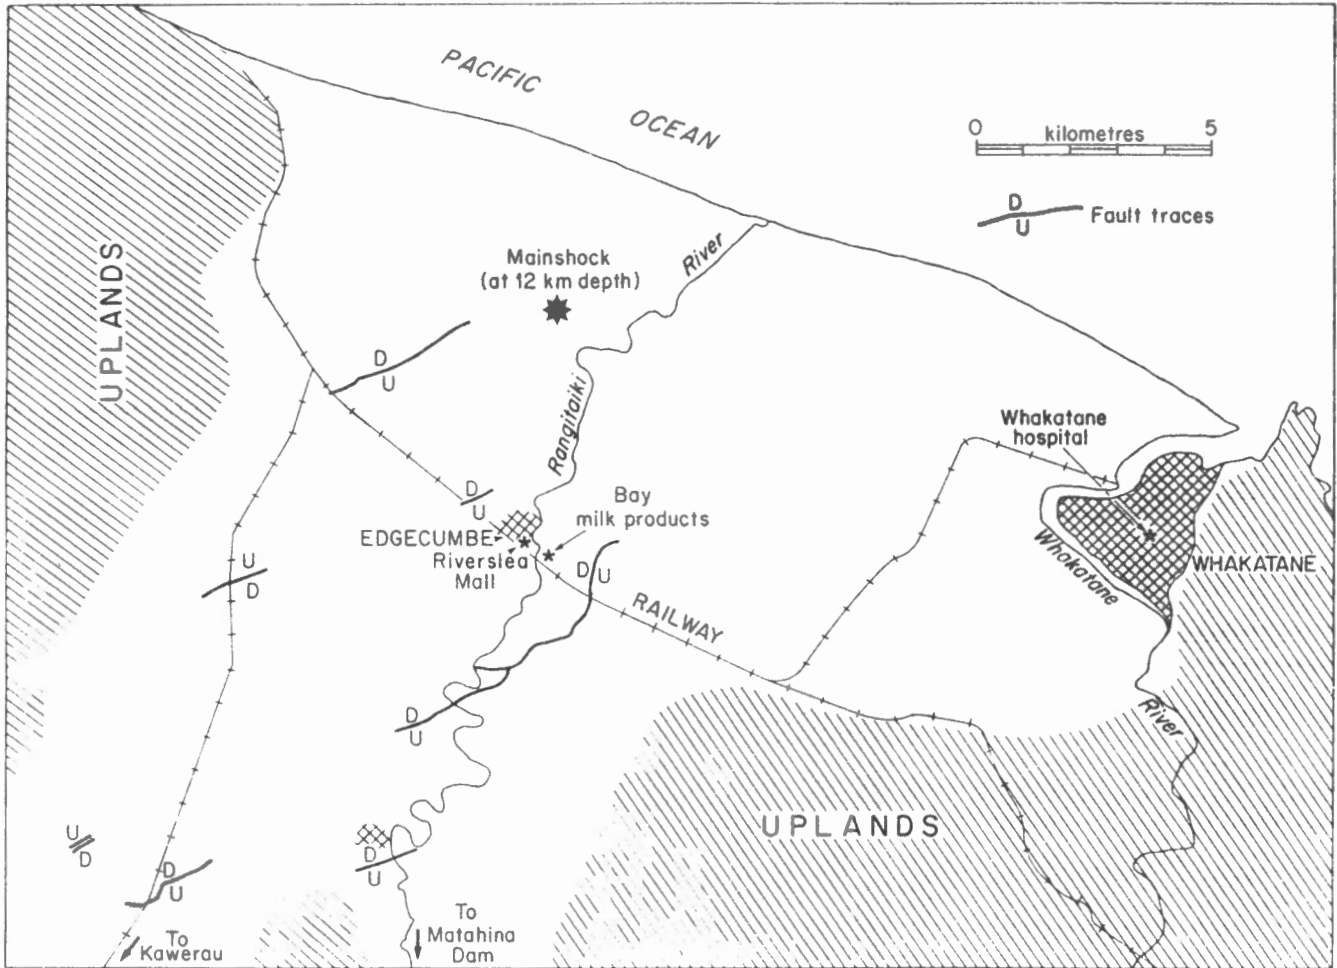 PACIFIC
OCEAN
0 kilometres 5
D
U
Fault traces
UPLANDS
Mainshock
(at 12 km depth)
River
Rangitaiki
D
U
Whakatane
hospital
D
U
Bay
milk products
EDGECUMBE
Riverslea
Mall
D U
U
D
RAILWAY
Whakatane
WHAKATANE
River
D
U
UPLANDS
U
D
D
U
D
U
To
Kawerau
To
Matahina
Dam